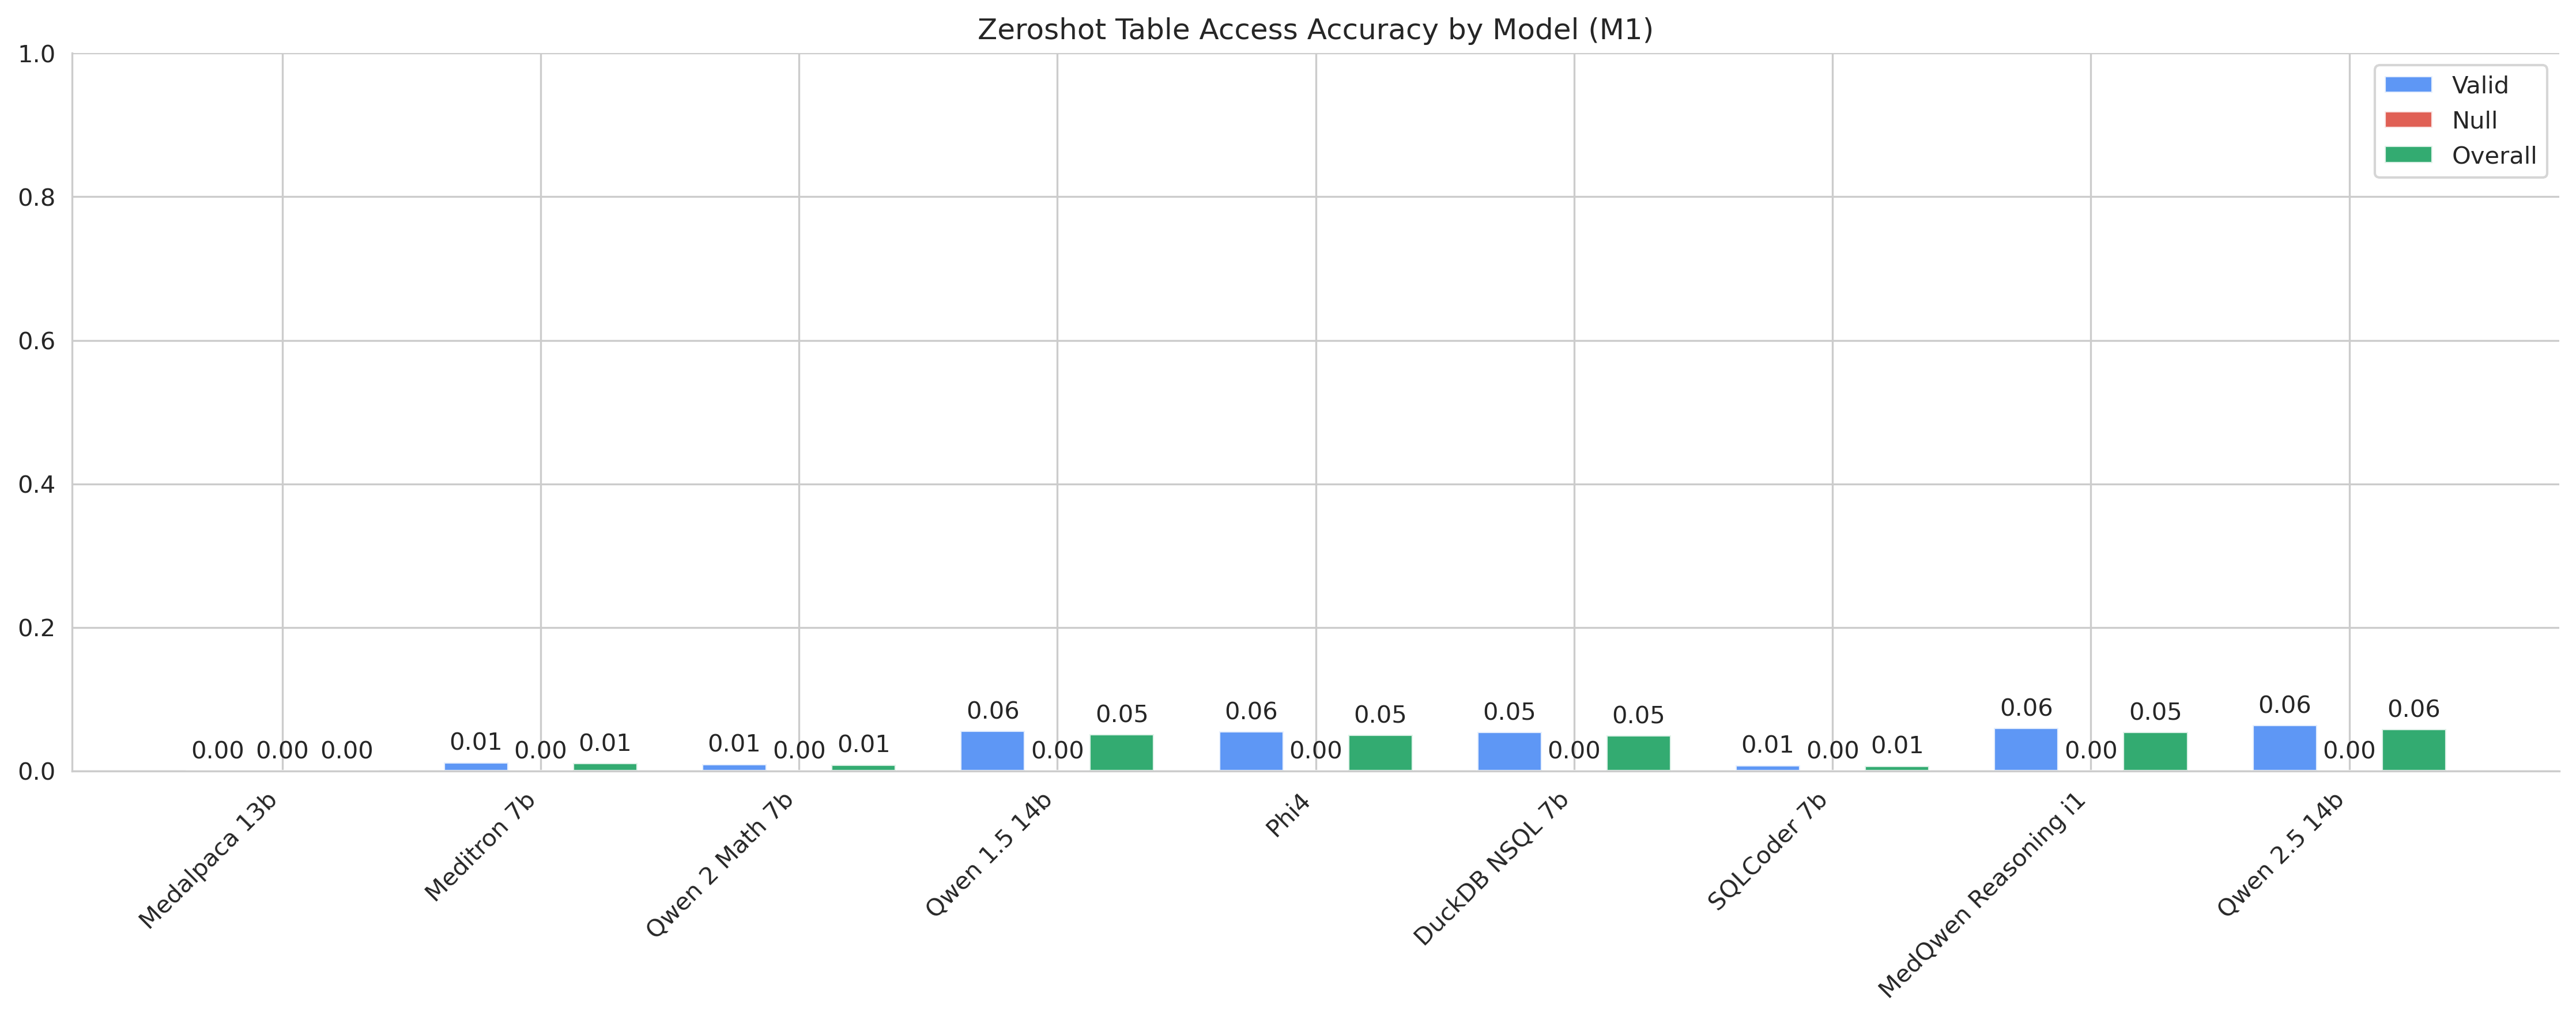 Zeroshot Table Access Accuracy by Model (M1)
1.0
0.8
0.6
0.4
0.2
0.0
Valid
Null
Overall
0.00 0.00 0.00
0.01 0.00 0.01
0.01 0.00 0.01
0.06 0.00 0.05
0.06 0.00 0.05
0.05 0.00 0.05
0.01 0.00 0.01
0.06 0.00 0.05
0.06 0.00 0.06
Medalpaca 13b
Meditron 7b
Qwen 2 Math 7b
Qwen 1.5 14b
Phi4
DuckDB NSQL 7b
SQLCoder 7b
MedQwen Reasoning i1
Qwen 2.5 14b